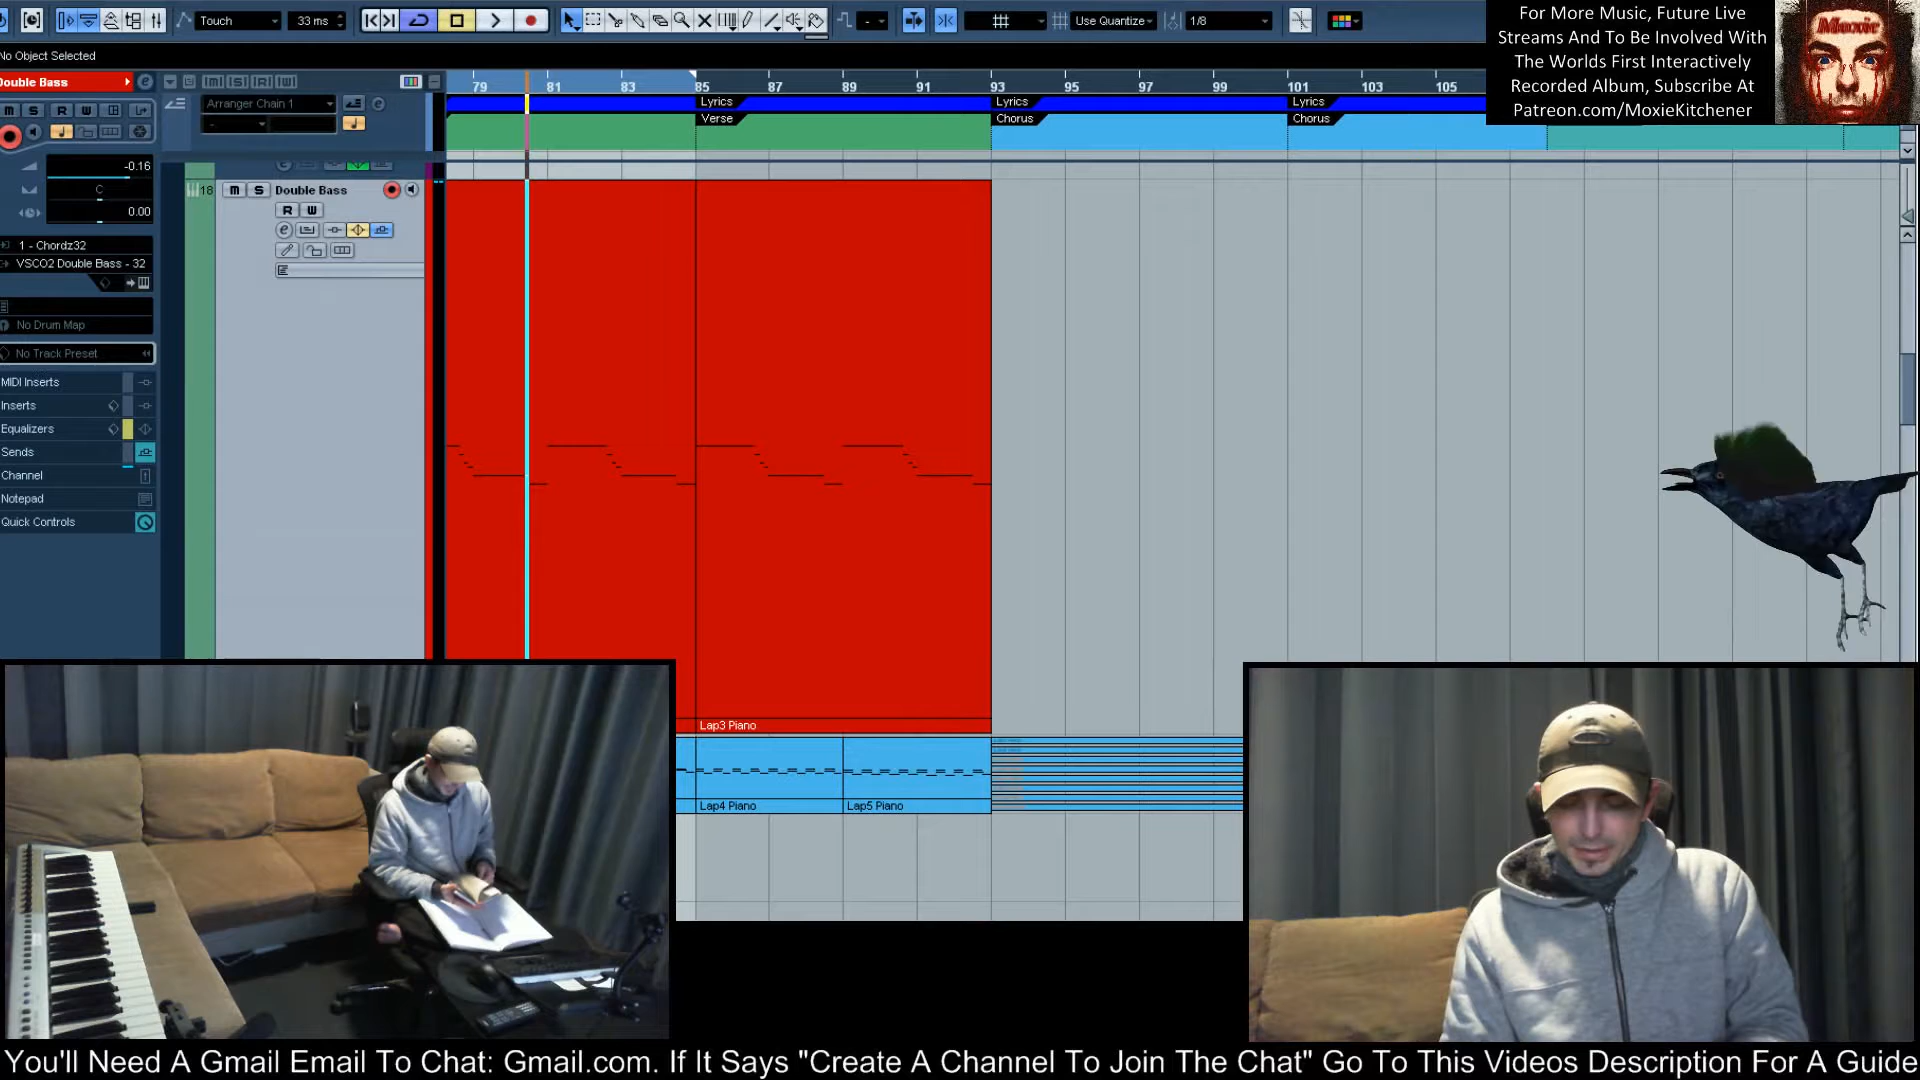 Touch
33 ms
Use Quantize
1/8
No Object Selected
For More Music, Future Live
Streams And To Be Involved With
The Worlds First Interactively
Recorded Album, Subscribe At
Patreon.com/MoxieKitchener
Moxie
Double Bass
Arranger Chain 1
79 81 83 85 87 89 91 93 95 97 99 101 103 105
Lyrics Lyrics Lyrics
Verse Chorus Chorus
M S R W
-0.16
C
0.00
1 - Chordz32
VSCO2 Double Bass - 32
No Drum Map
No Track Preset
MIDI Inserts
Inserts
Equalizers
Sends
Channel
Notepad
Quick Controls
18 M S Double Bass
R W
Lap3 Piano
Lap4 Piano Lap5 Piano
You'll Need A Gmail Email To Chat: Gmail.com. If It Says "Create A Channel To Join The Chat" Go To This Videos Description For A Guide